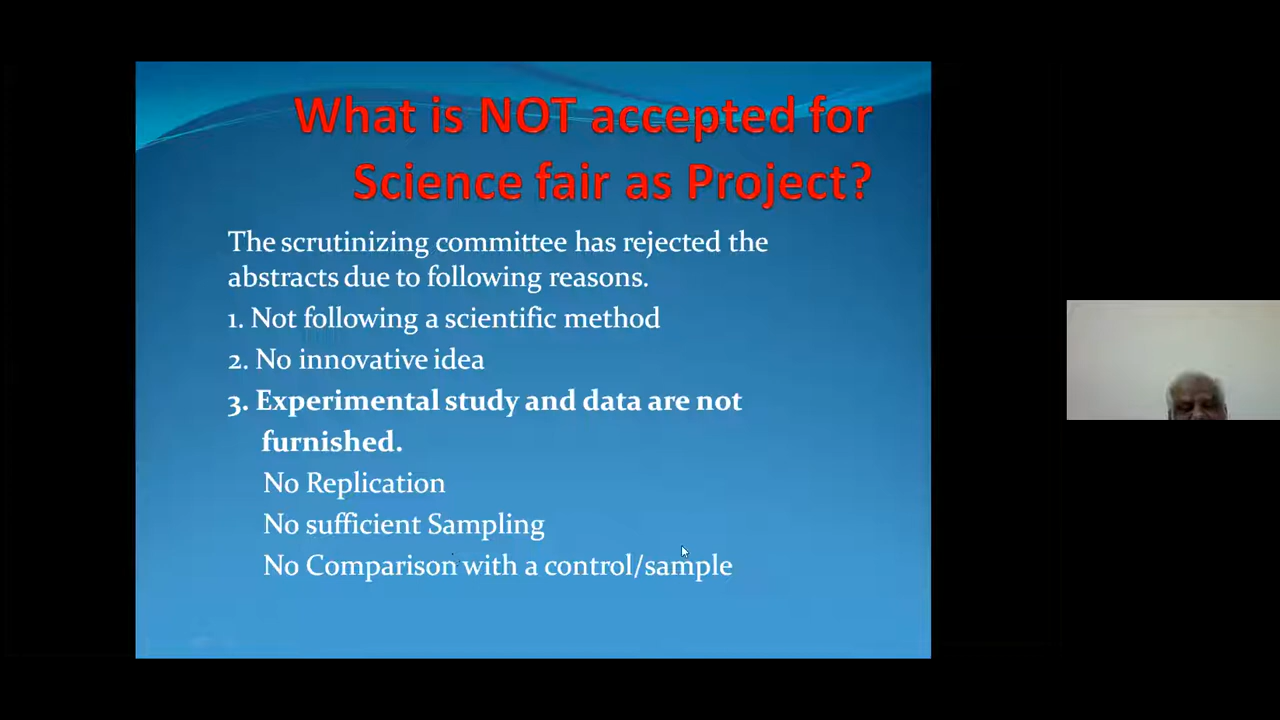 What is NOT accepted for
Science fair as Project?
The scrutinizing committee has rejected the
abstracts due to following reasons.
1. Not following a scientific method
2. No innovative idea
3. Experimental study and data are not
furnished.
No Replication
No sufficient Sampling
No Comparison with a control/sample